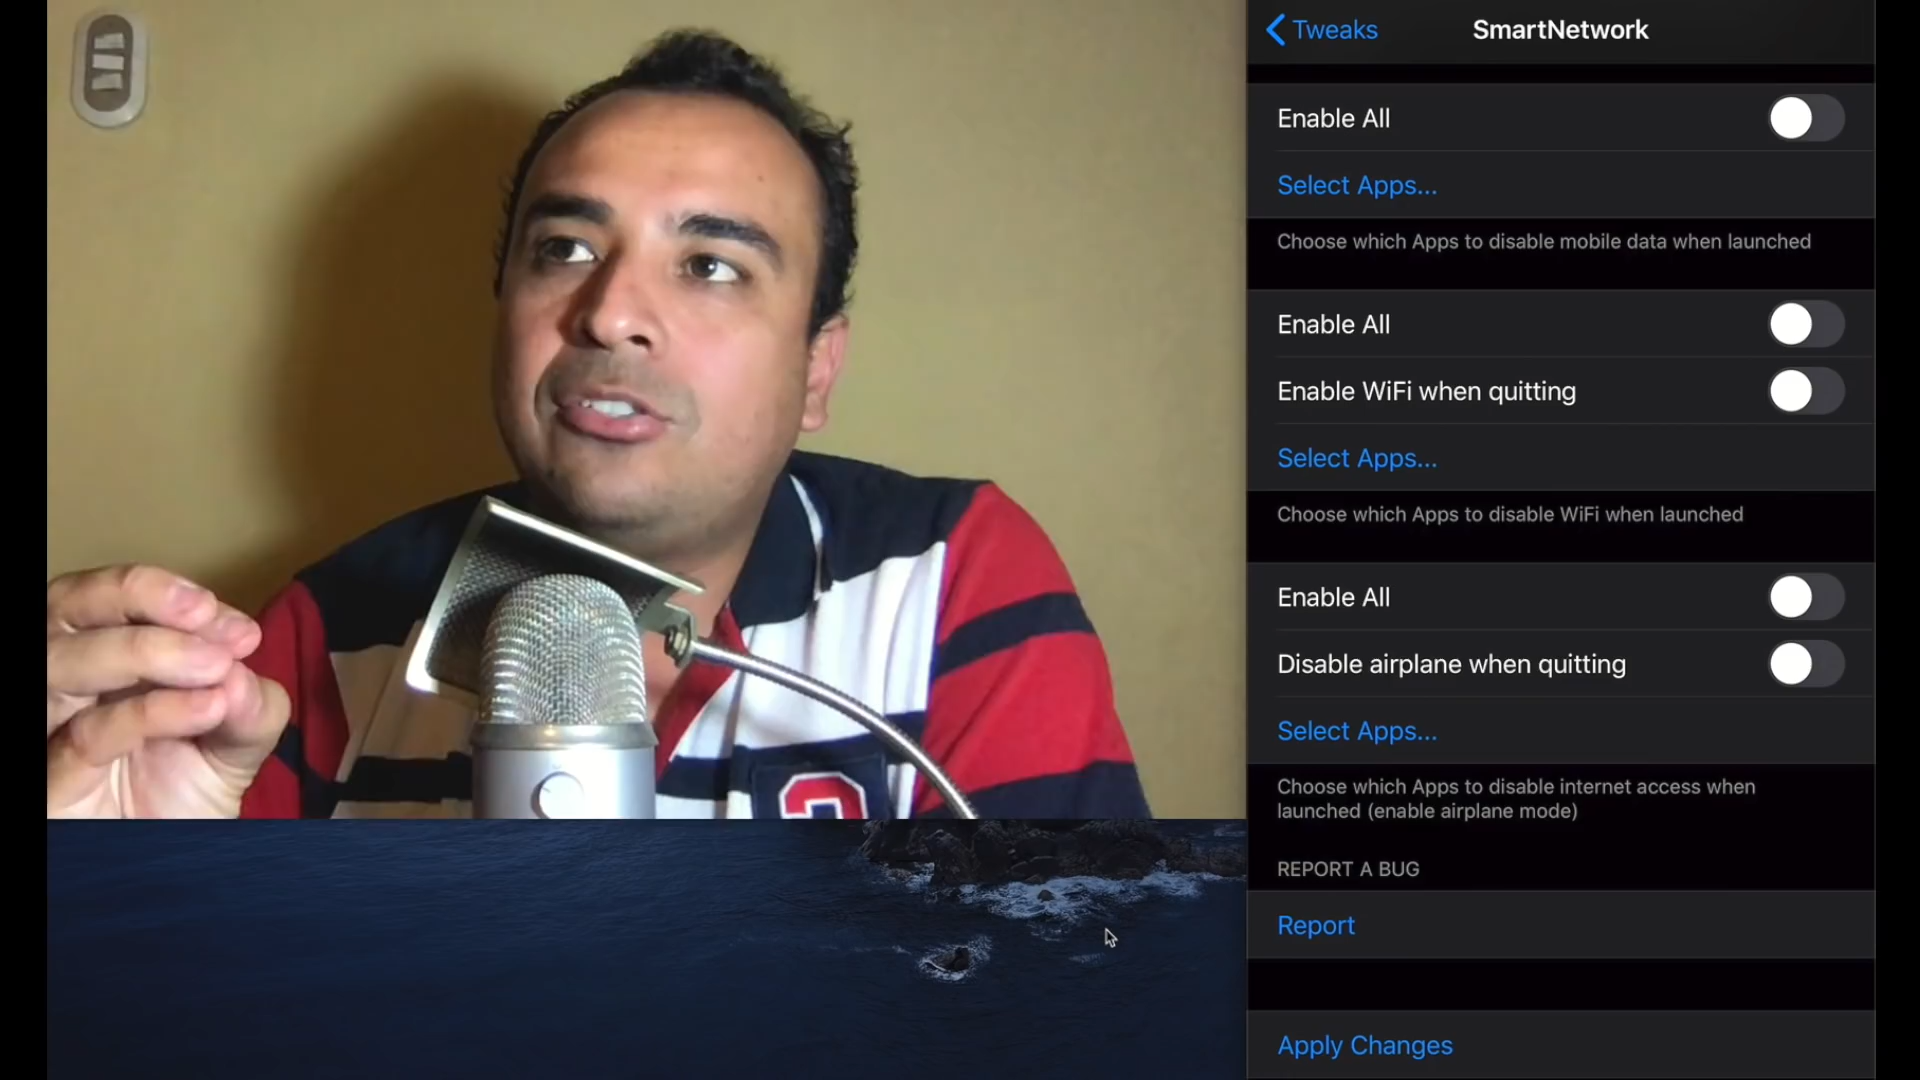 Tweaks
SmartNetwork
Enable All
Select Apps...
Choose which Apps to disable mobile data when launched
Enable All
Enable WiFi when quitting
Select Apps...
Choose which Apps to disable WiFi when launched
Enable All
Disable airplane when quitting
Select Apps...
Choose which Apps to disable internet access when
launched (enable airplane mode)
REPORT A BUG
Report
Apply Changes